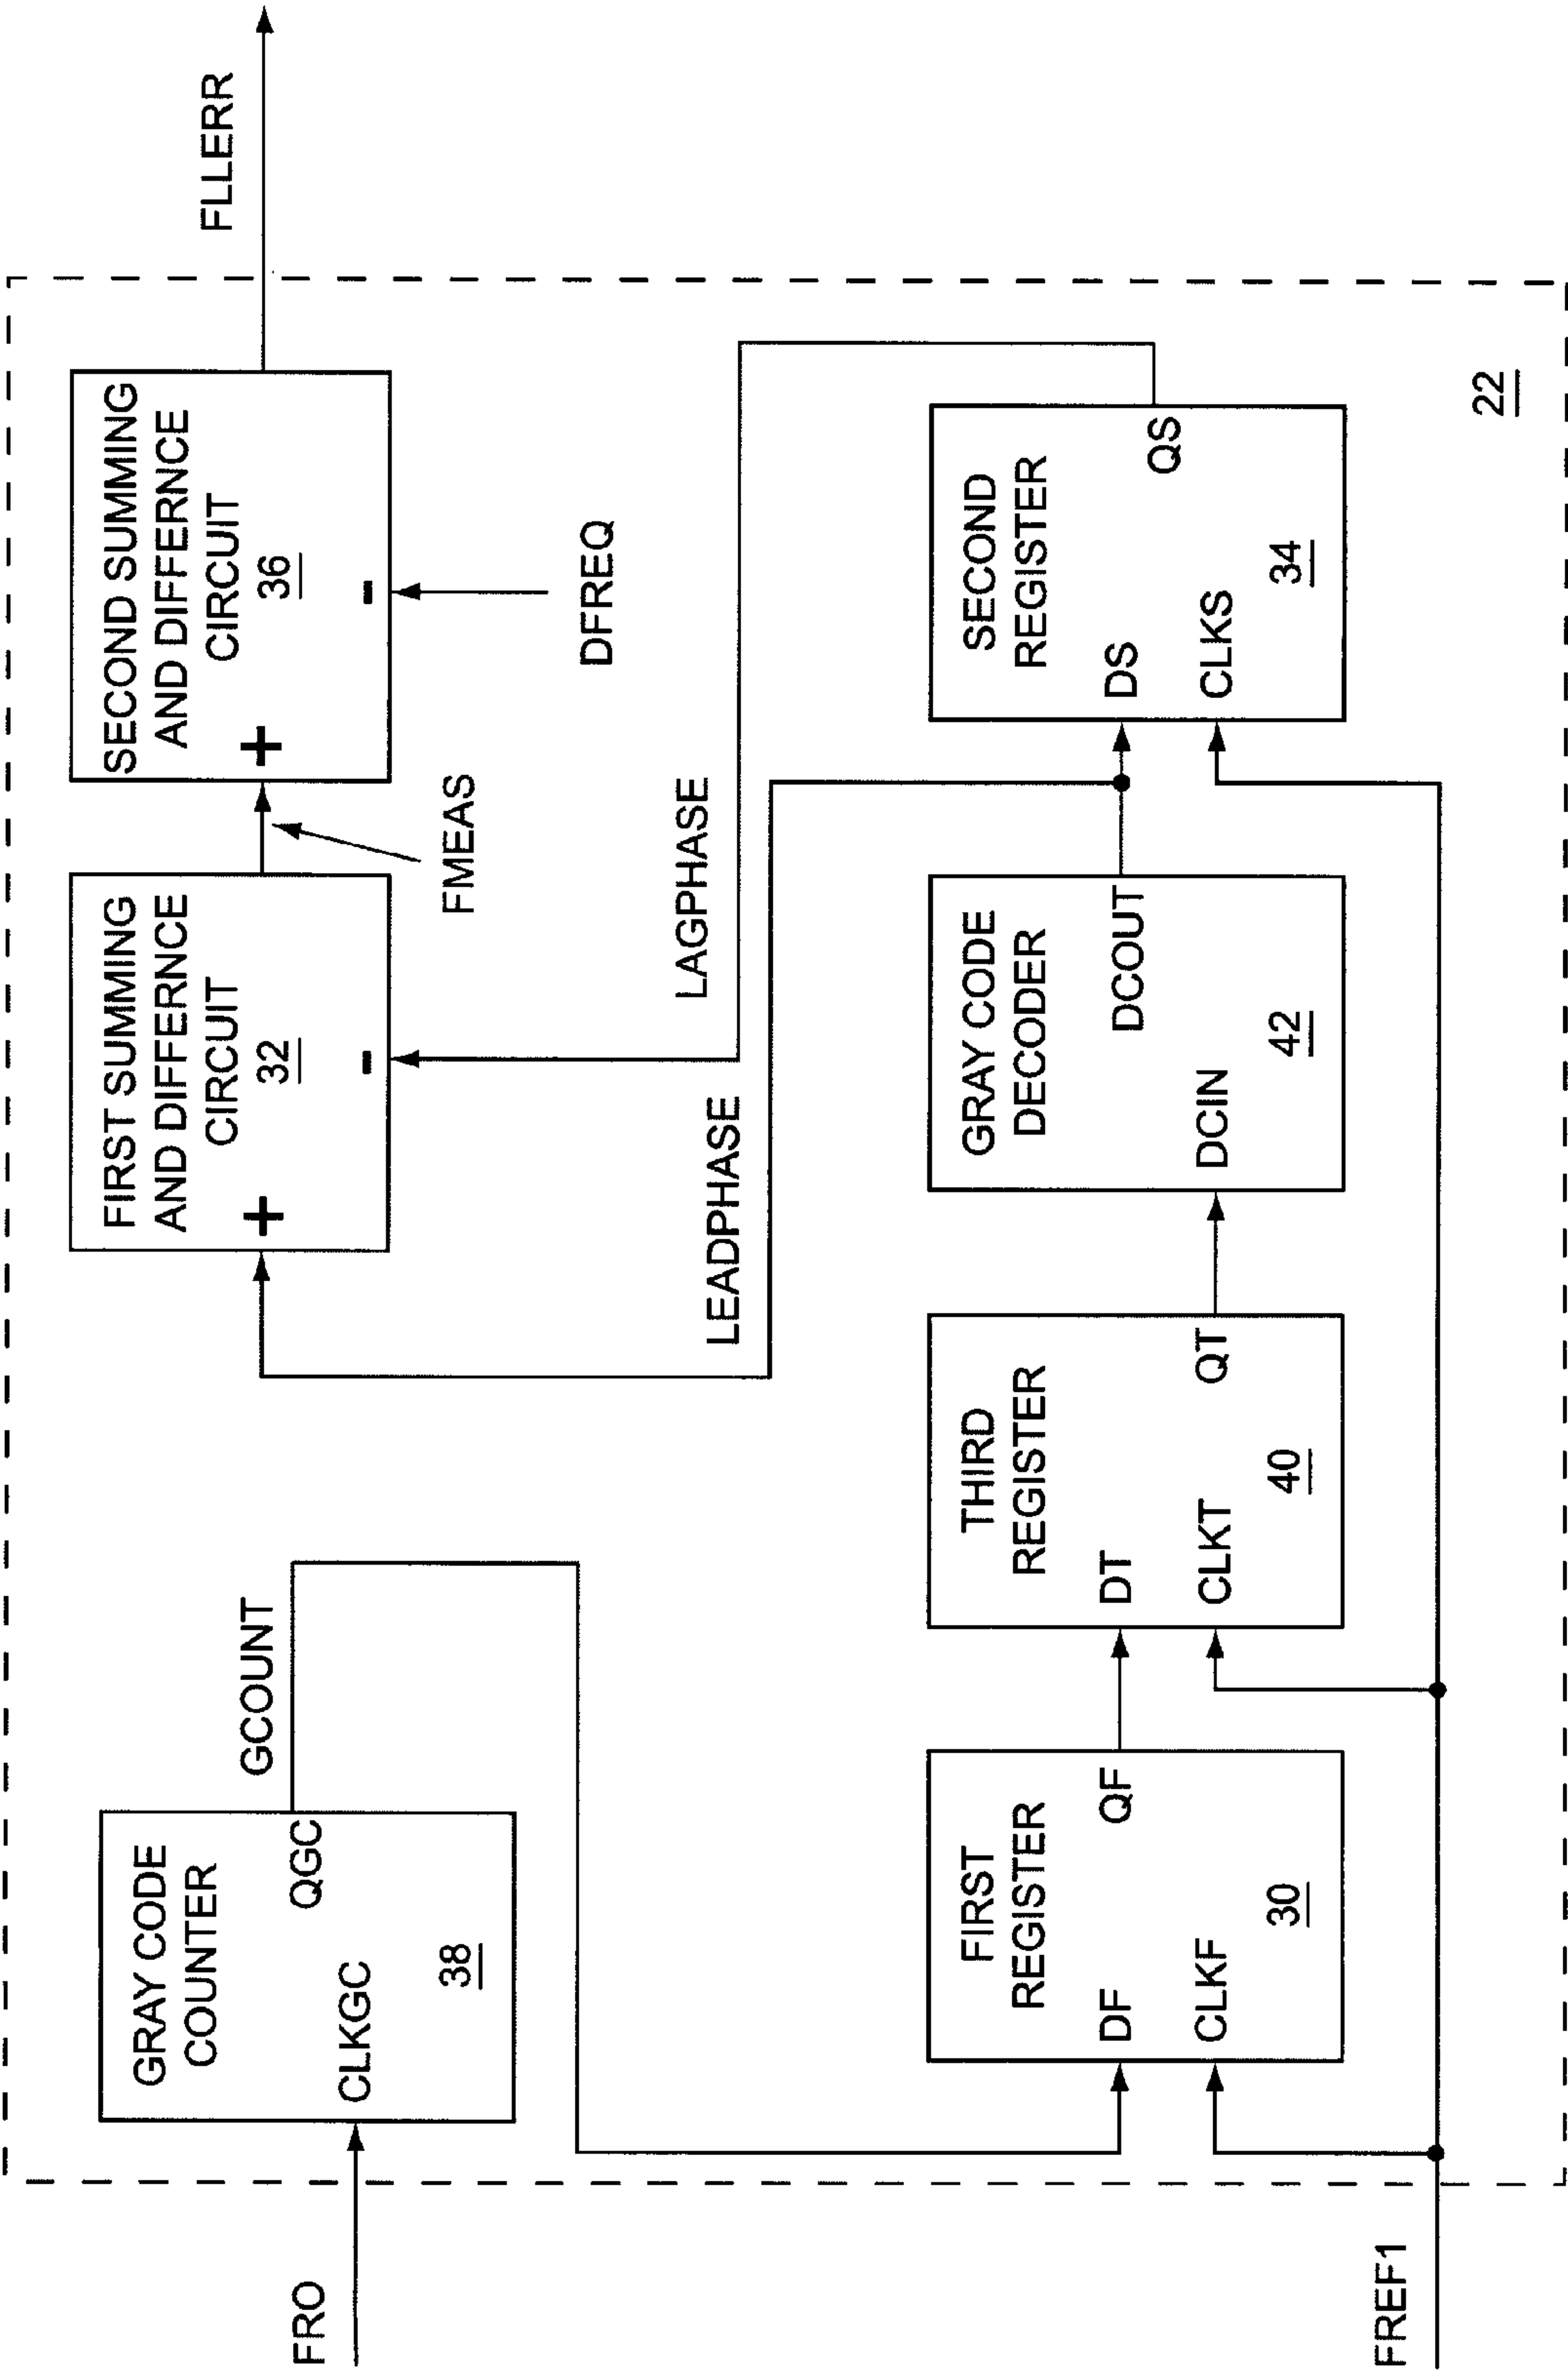 FRO
GRAY CODE
COUNTER
QGC
CLKGC
38
GCOUNT
FIRST SUMMING
AND DIFFERNCE
CIRCUIT
32
+
-
FMEAS
SECOND SUMMING
AND DIFFERNCE
CIRCUIT
36
+
-
FLLERR
DFREQ
LEADPHASE
LAGPHASE
FIRST
REGISTER
DF
QF
CLKF
30
THIRD
REGISTER
DT
QT
CLKT
40
GRAY CODE
DECODER
DCOUT
DCIN
42
SECOND
REGISTER
DS
QS
CLKS
34
FREF1
22